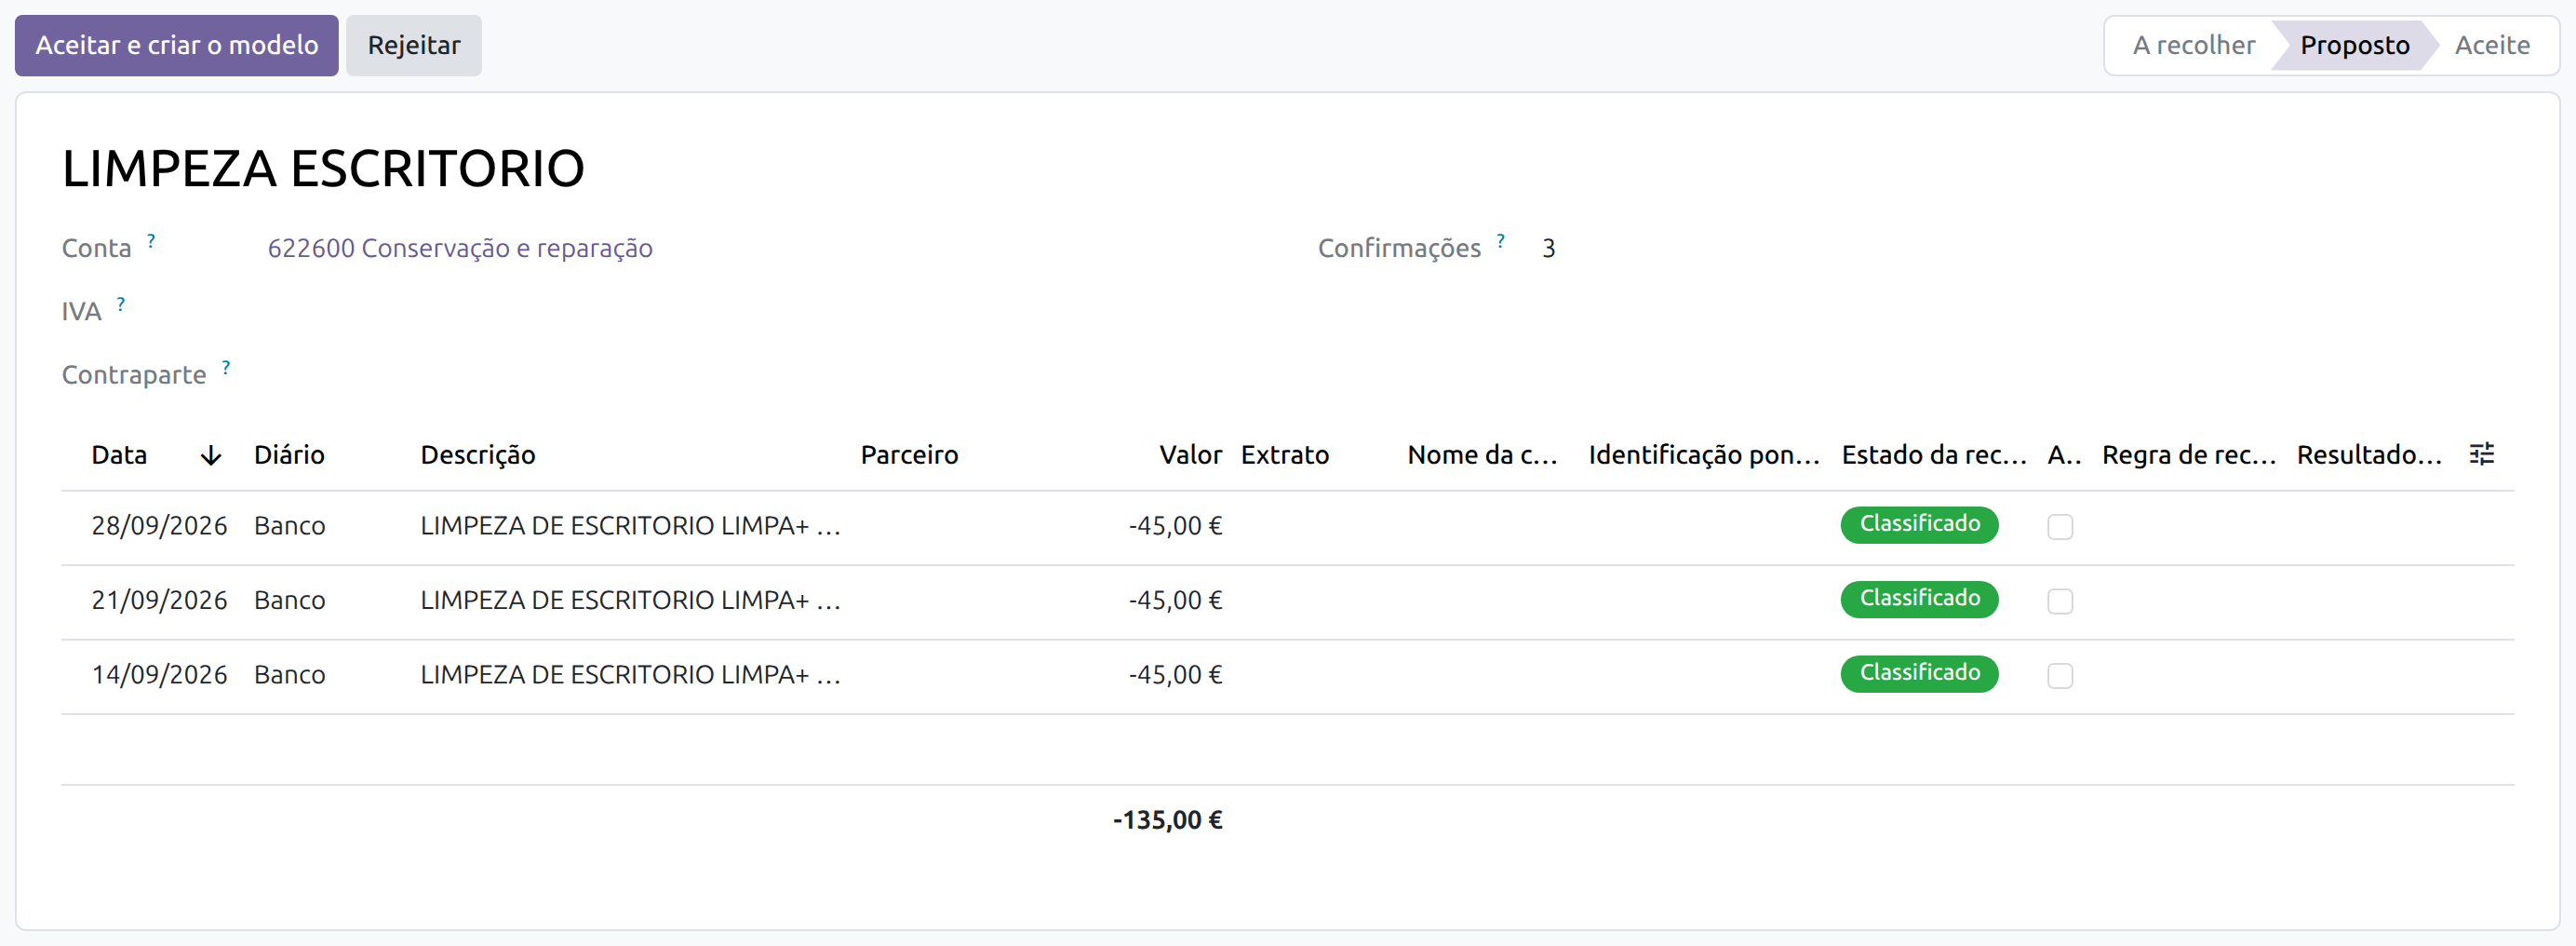 Aceitar e criar o modelo Rejeitar A recolher Proposto Aceite
LIMPEZA ESCRITORIO
Conta ? 622600 Conservação e reparação Confirmações ? 3
IVA ?
Contraparte ?
Data Diário Descrição Parceiro Valor Extrato Nome da c... Identificação pon... Estado da rec... A... Regra de rec... Resultado...
28/09/2026 Banco LIMPEZA DE ESCRITORIO LIMPA+ ... -45,00 € Classificado
21/09/2026 Banco LIMPEZA DE ESCRITORIO LIMPA+ ... -45,00 € Classificado
14/09/2026 Banco LIMPEZA DE ESCRITORIO LIMPA+ ... -45,00 € Classificado
-135,00 €